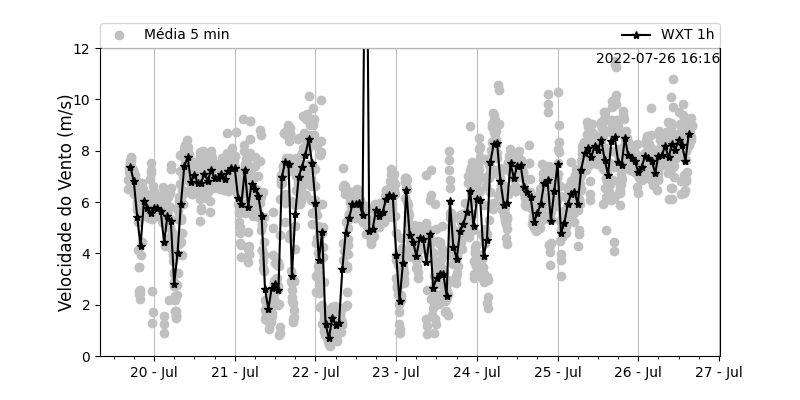 Média 5 min
WXT 1h
2022-07-26 16:16
Velocidade do Vento (m/s)
12
10
8
6
4
2
0
20 - Jul
21 - Jul
22 - Jul
23 - Jul
24 - Jul
25 - Jul
26 - Jul
27 - Jul